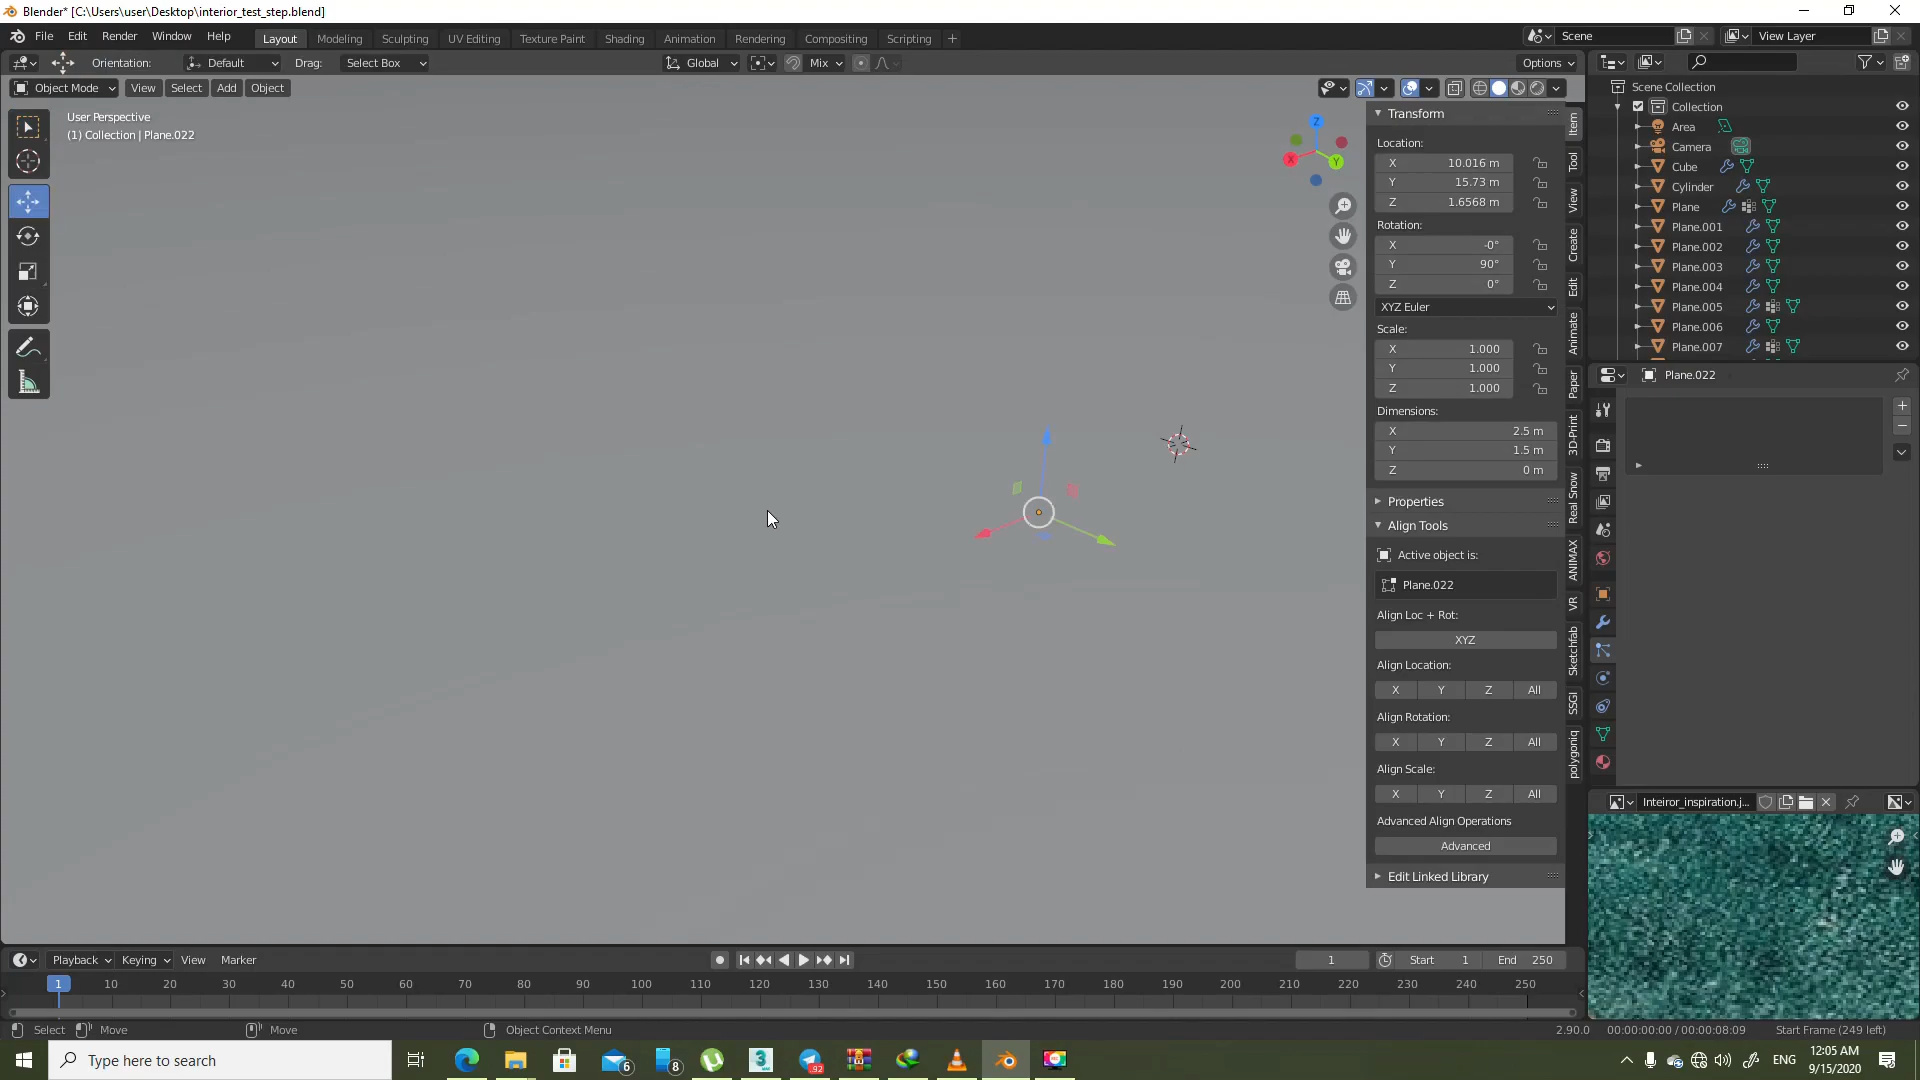 Blender* [C:\Users\user\Desktop\interior_test_step.blend]
File Edit Render Window Help
Layout Modeling Sculpting UV Editing Texture Paint Shading Animation Rendering Compositing Scripting +
Scene
View Layer
Orientation: Default Drag: Select Box Global Mix Options
Object Mode View Select Add Object
User Perspective
(1) Collection | Plane.022
Z
X
Y
Transform
Location:
X 10.016 m
Y 15.73 m
Z 1.6568 m
Rotation:
X -0°
Y 90°
Z 0°
XYZ Euler
Scale:
X 1.000
Y 1.000
Z 1.000
Dimensions:
X 2.5 m
Y 1.5 m
Z 0 m
Properties
Align Tools
Active object is:
Plane.022
Align Loc + Rot:
XYZ
Align Location:
X Y Z All
Align Rotation:
X Y Z All
Align Scale:
X Y Z All
Advanced Align Operations
Advanced
Edit Linked Library
Item
Tool
View
Create
Edit
Animate
Paper
3D-Print
Real Snow
ANIMAX
VR
Sketchfab
SSGI
polygoniq
Scene Collection
Collection
Area
Camera
Cube
Cylinder
Plane
Plane.001
Plane.002
Plane.003
Plane.004
Plane.005
Plane.006
Plane.007
Plane.022
Inteiror_inspiration.j...
Playback Keying View Marker
1 Start 1 End 250
1 10 20 30 40 50 60 70 80 90 100 110 120 130 140 150 160 170 180 190 200 210 220 230 240 250
Select Move Move Object Context Menu
2.90.0 00:00:00:00 / 00:00:08:09 Start Frame (249 left)
Type here to search
6
8
3
92
ENG
12:05 AM
9/15/2020